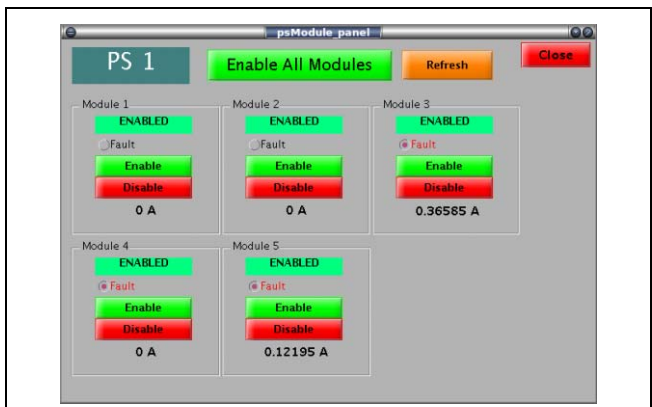 psModule_panel
PS 1
Enable All Modules
Refresh
Close
Module 1
ENABLED
Fault
Enable
Disable
0 A
Module 2
ENABLED
Fault
Enable
Disable
0 A
Module 3
ENABLED
Fault
Enable
Disable
0.36585 A
Module 4
ENABLED
Fault
Enable
Disable
0 A
Module 5
ENABLED
Fault
Enable
Disable
0.12195 A